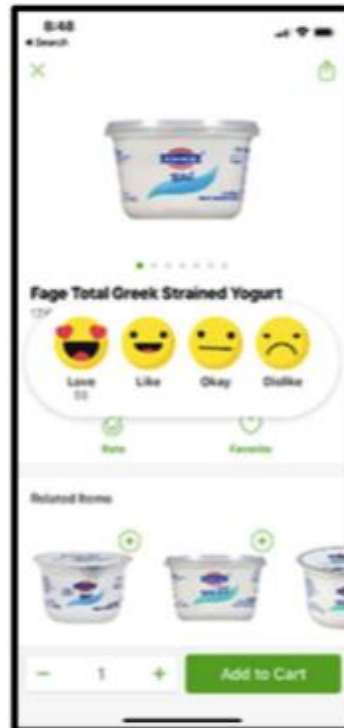 8:48
Search
FAGE
Fage Total Greek Strained Yogurt
Love Like Okay Dislike
Rate Favorite
Related Items
1 Add to Cart